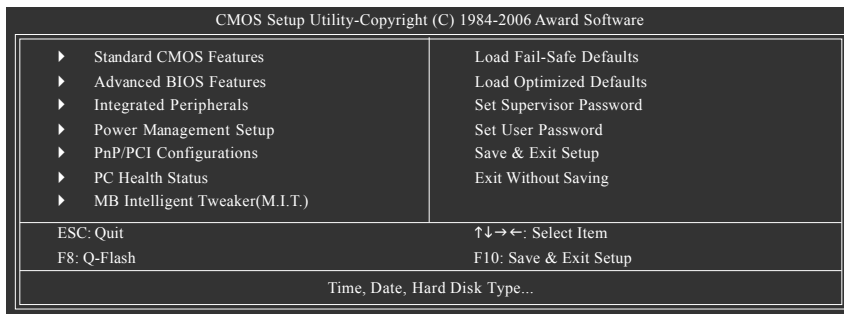 CMOS Setup Utility-Copyright (C) 1984-2006 Award Software
Standard CMOS Features
Advanced BIOS Features
Integrated Peripherals
Power Management Setup
PnP/PCI Configurations
PC Health Status
MB Intelligent Tweaker(M.I.T.)
Load Fail-Safe Defaults
Load Optimized Defaults
Set Supervisor Password
Set User Password
Save & Exit Setup
Exit Without Saving
ESC: Quit
↑↓→←: Select Item
F8: Q-Flash
F10: Save & Exit Setup
Time, Date, Hard Disk Type...